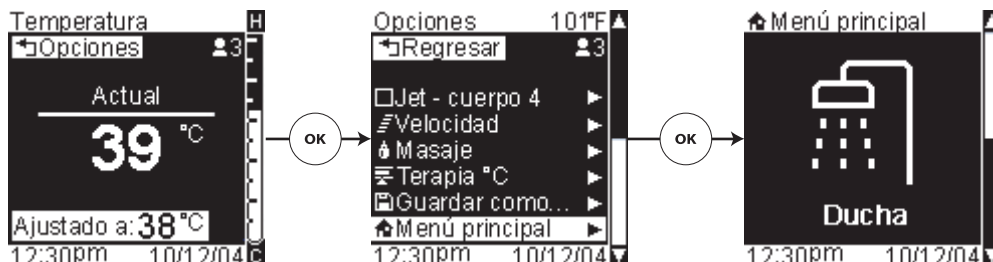 Temperatura H
Opciones 3
Actual
39 °C
Ajustado a: 38°C
12:30pm 10/12/04 C
OK
Opciones 101°F
Regresar 3
Jet - cuerpo 4
Velocidad
Masaje
Terapia °C
Guardar como...
Menú principal
12:30pm 10/12/04
OK
Menú principal
Ducha
12:30pm 10/12/04